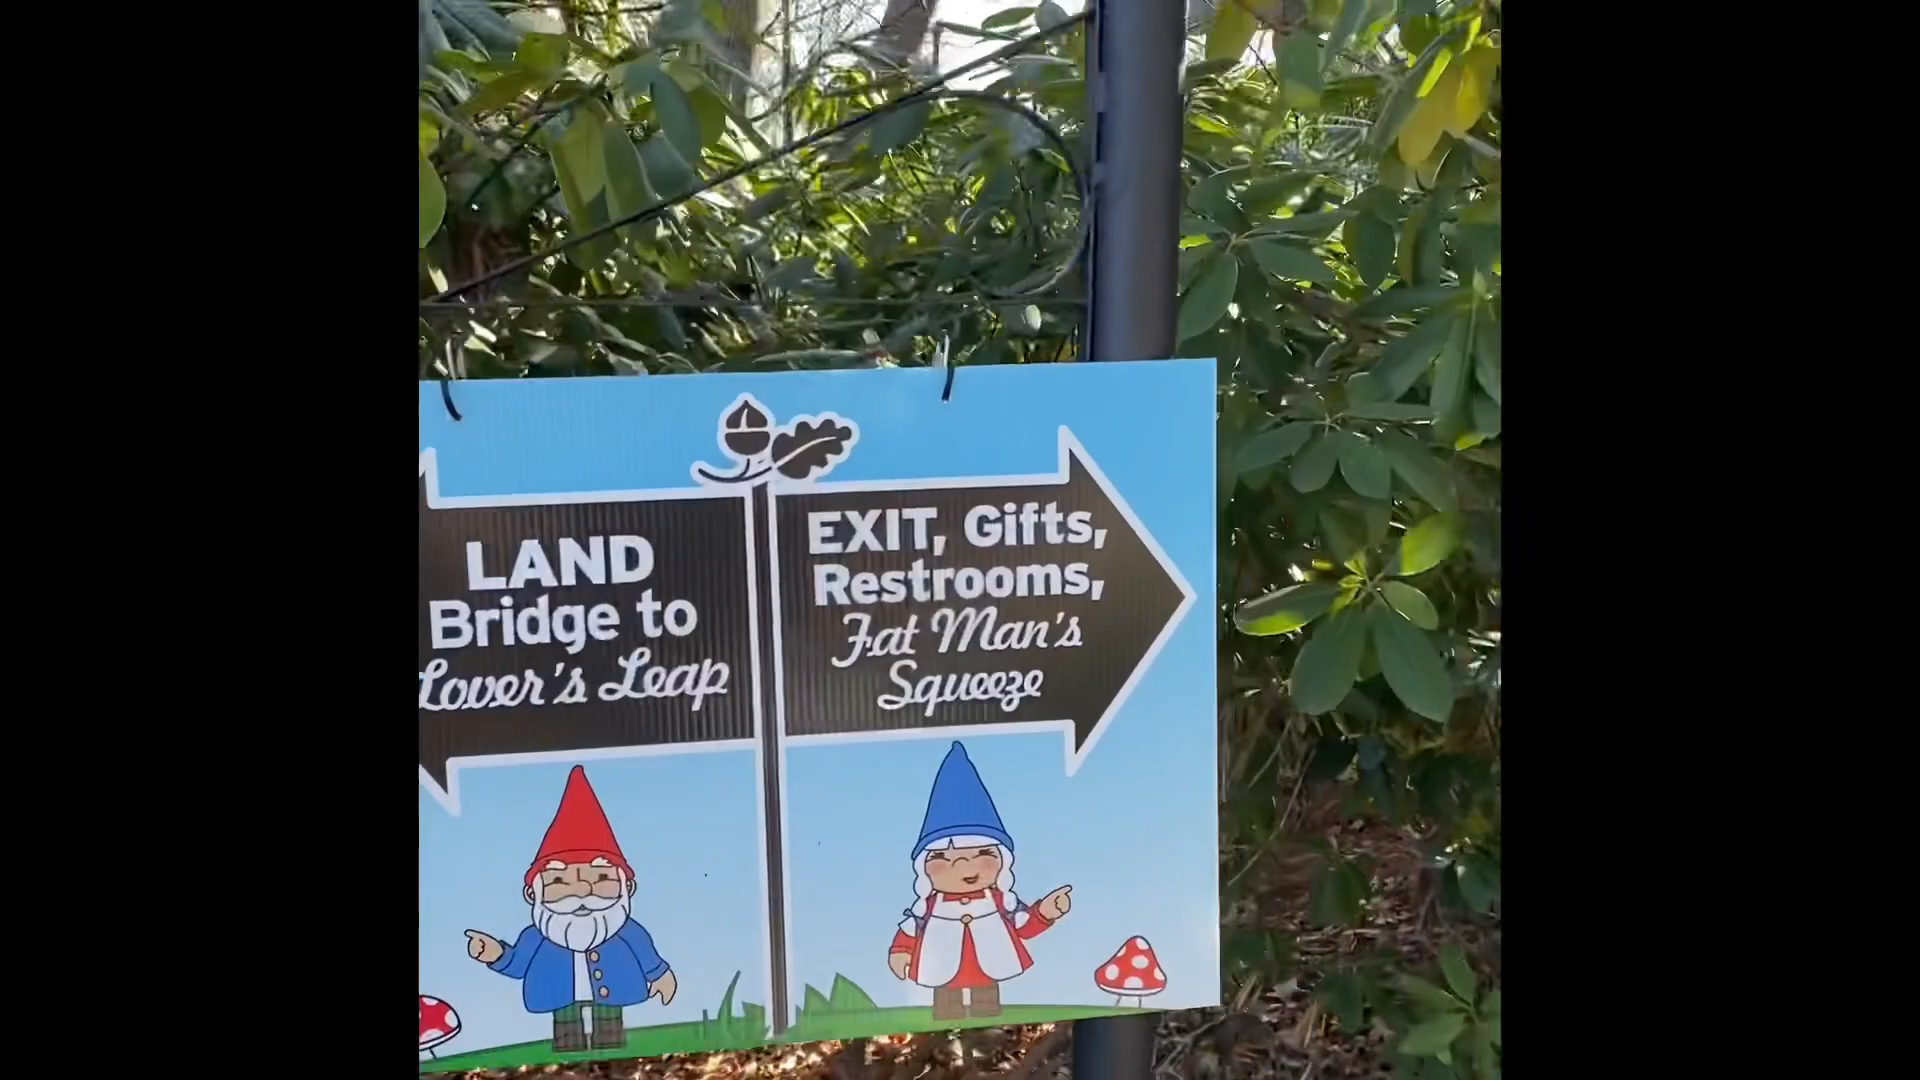 LAND
Bridge to
Lover's Leap
EXIT, Gifts,
Restrooms,
Fat Man's
Squeeze